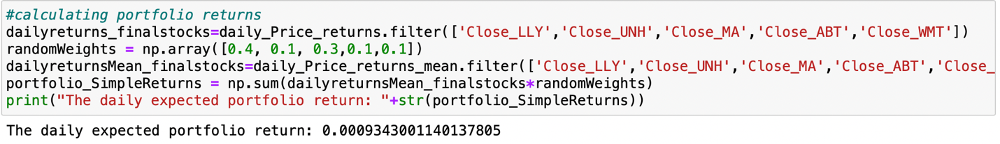 #calculating portfolio returns
dailyreturns_finalstocks=daily_Price_returns.filter(['Close_LLY','Close_UNH','Close_MA','Close_ABT','Close_WMT'])
randomWeights = np.array([0.4, 0.1, 0.3,0.1,0.1])
dailyreturnsMean_finalstocks=daily_Price_returns_mean.filter(['Close_LLY','Close_UNH','Close_MA','Close_ABT','Close_
portfolio_SimpleReturns = np.sum(dailyreturnsMean_finalstocks*randomWeights)
print("The daily expected portfolio return: "+str(portfolio_SimpleReturns))
The daily expected portfolio return: 0.0009343001140137805